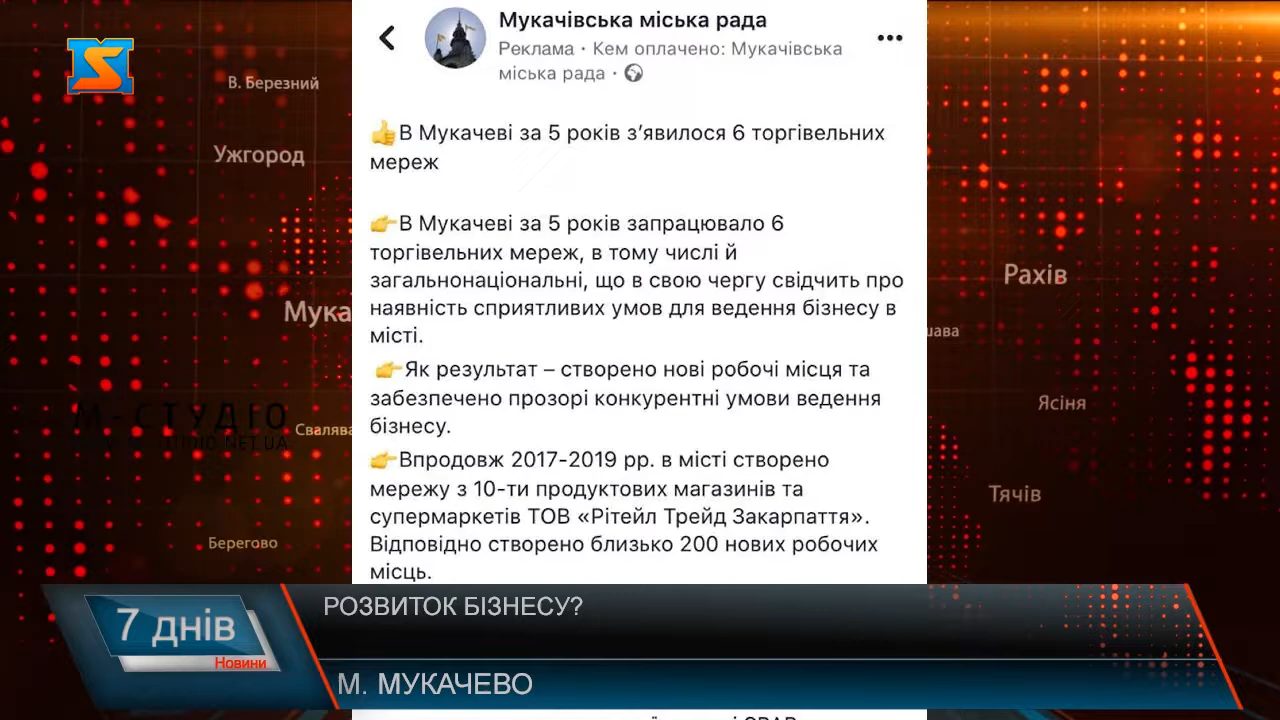 Мукачівська міська рада
Реклама · Кем оплачено: Мукачівська
міська рада ·
В. Березний
Ужгород
👍В Мукачеві за 5 років з’явилося 6 торгівельних
мереж
👉В Мукачеві за 5 років запрацювало 6
торгівельних мереж, в тому числі й
загальнонаціональні, що в свою чергу свідчить про
наявність сприятливих умов для ведення бізнесу в
місті.
👉Як результат – створено нові робочі місця та
забезпечено прозорі конкурентні умови ведення
бізнесу.
👉Впродовж 2017-2019 рр. в місті створено
мережу з 10-ти продуктових магазинів та
супермаркетів ТОВ «Рітейл Трейд Закарпаття».
Відповідно створено близько 200 нових робочих
місць.
Рахів
Мука
шава
Ясіня
М-СТУДІО
Свалява
Тячів
Берегово
7 днів
Новини
РОЗВИТОК БІЗНЕСУ?
М. МУКАЧЕВО